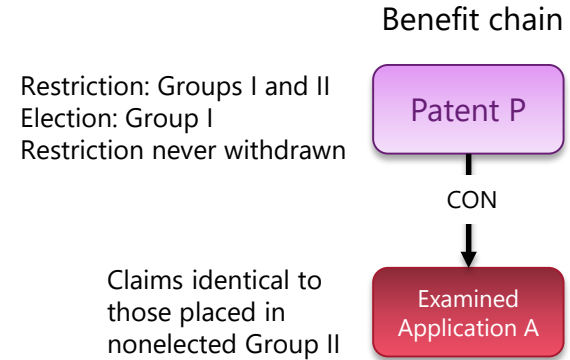 Benefit chain
Restriction: Groups I and II
Election: Group I
Restriction never withdrawn
Patent P
CON
Claims identical to
those placed in
nonelected Group II
Examined
Application A